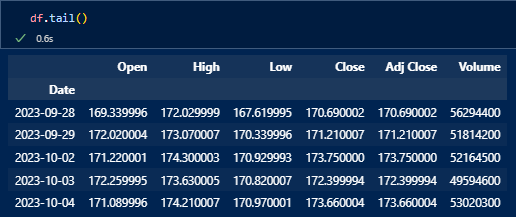 df.tail()
0.6s
Open High Low Close Adj Close Volume
Date
2023-09-28 169.339996 172.029999 167.619995 170.690002 170.690002 56294400
2023-09-29 172.020004 173.070007 170.339996 171.210007 171.210007 51814200
2023-10-02 171.220001 174.300003 170.929993 173.750000 173.750000 52164500
2023-10-03 172.259995 173.630005 170.820007 172.399994 172.399994 49594600
2023-10-04 171.089996 174.210007 170.970001 173.660004 173.660004 53020300